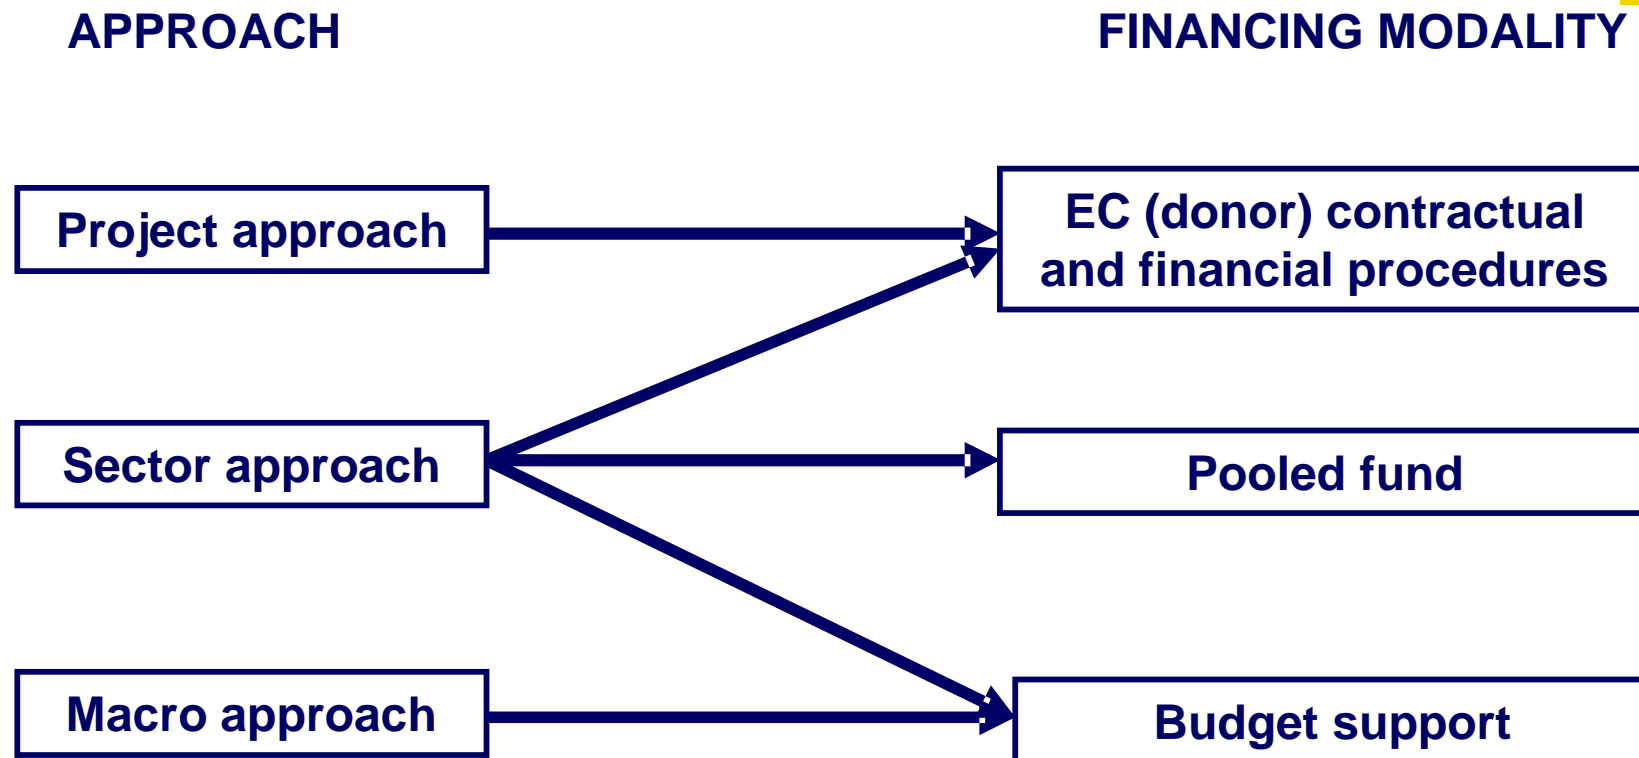 APPROACH
FINANCING MODALITY
Project approach
EC (donor) contractual
and financial procedures
Sector approach
Pooled fund
Macro approach
Budget support